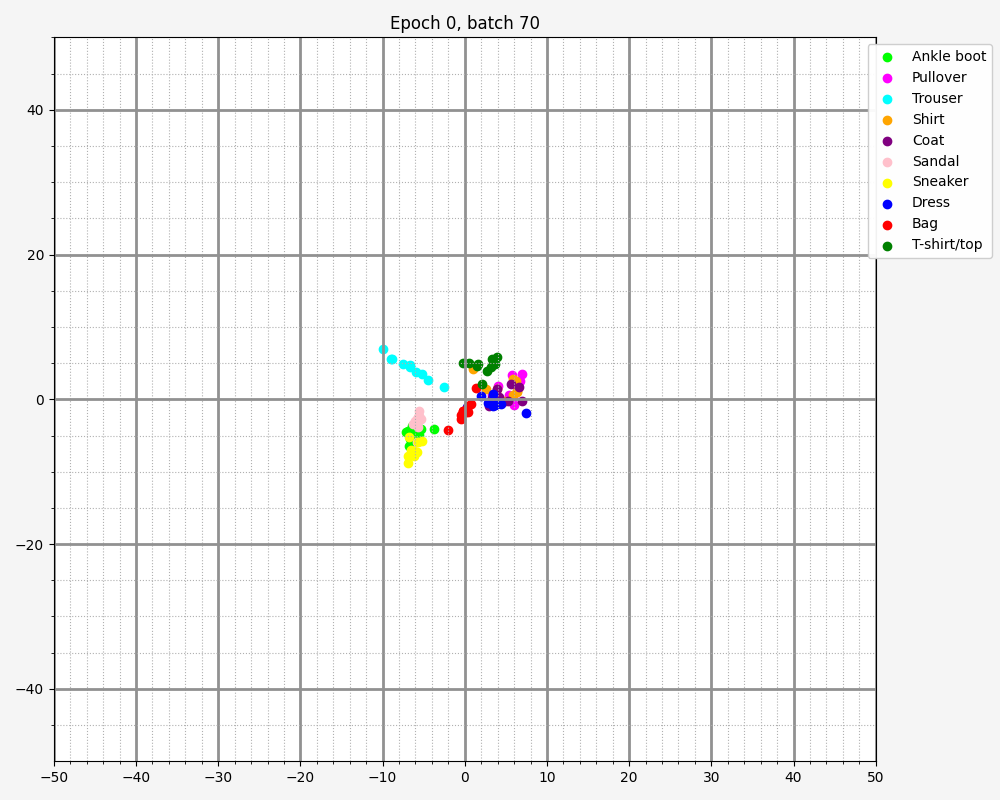 Epoch 0, batch 70
Ankle boot
Pullover
Trouser
Shirt
Coat
Sandal
Sneaker
Dress
Bag
T-shirt/top
40
20
0
−20
−40
−50 −40 −30 −20 −10 0 10 20 30 40 50